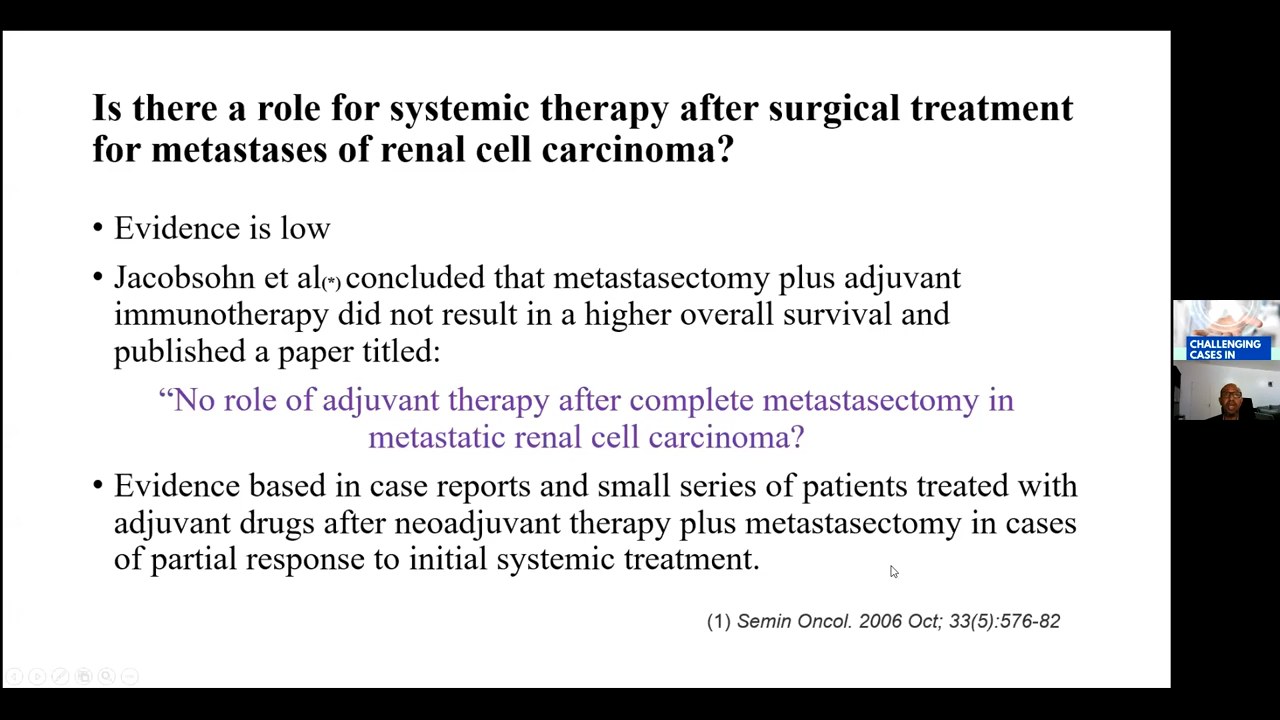 Is there a role for systemic therapy after surgical treatment
for metastases of renal cell carcinoma?
• Evidence is low
• Jacobsohn et al(*) concluded that metastasectomy plus adjuvant
immunotherapy did not result in a higher overall survival and
published a paper titled:
“No role of adjuvant therapy after complete metastasectomy in
metastatic renal cell carcinoma?
• Evidence based in case reports and small series of patients treated with
adjuvant drugs after neoadjuvant therapy plus metastasectomy in cases
of partial response to initial systemic treatment.
(1) Semin Oncol. 2006 Oct; 33(5):576-82
CHALLENGING
CASES IN